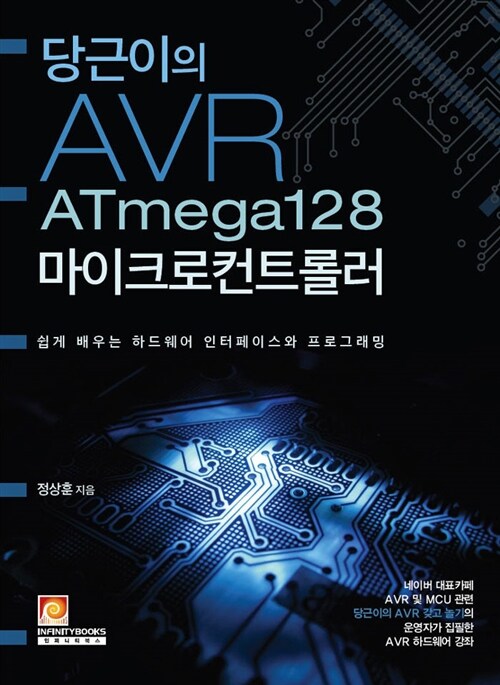 당근이의
AVR
ATmega128
마이크로컨트롤러
쉽게 배우는 하드웨어 인터페이스와 프로그래밍
정상훈 지음
네이버 대표카페
AVR 및 MCU 관련
당근이의 AVR 갖고 놀기의
운영자가 집필한
AVR 하드웨어 강좌
INFINITYBOOKS
인피니티북스